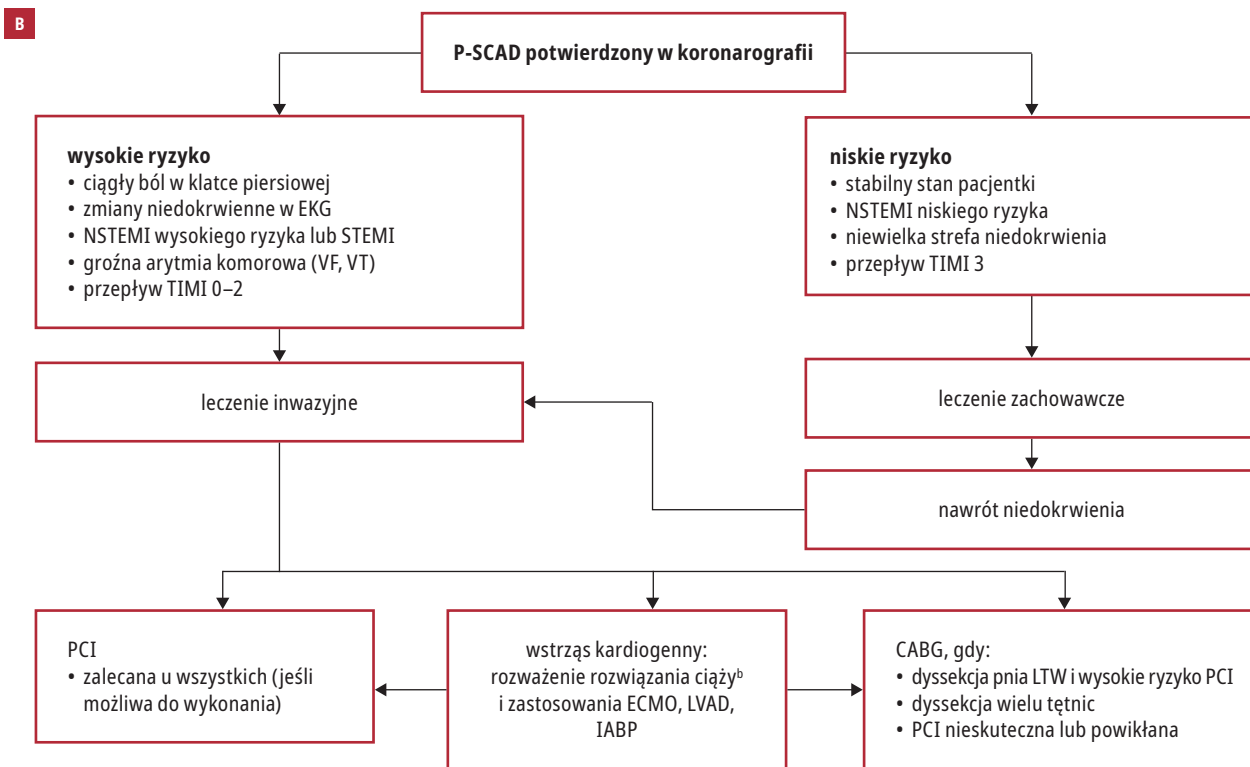 B
P-SCAD potwierdzony w koronarografii
wysokie ryzyko
• ciągły ból w klatce piersiowej
• zmiany niedokrwienne w EKG
• NSTEMI wysokiego ryzyka lub STEMI
• groźna arytmia komorowa (VF, VT)
• przepływ TIMI 0–2
niskie ryzyko
• stabilny stan pacjentki
• NSTEMI niskiego ryzyka
• niewielka strefa niedokrwienia
• przepływ TIMI 3
leczenie inwazyjne
leczenie zachowawcze
nawrót niedokrwienia
PCI
• zalecana u wszystkich (jeśli
możliwa do wykonania)
wstrząs kardiogenny:
rozważenie rozwiązania ciążyᵇ
i zastosowania ECMO, LVAD,
IABP
CABG, gdy:
• dyssekcja pnia LTW i wysokie ryzyko PCI
• dyssekcja wielu tętnic
• PCI nieskuteczna lub powikłana